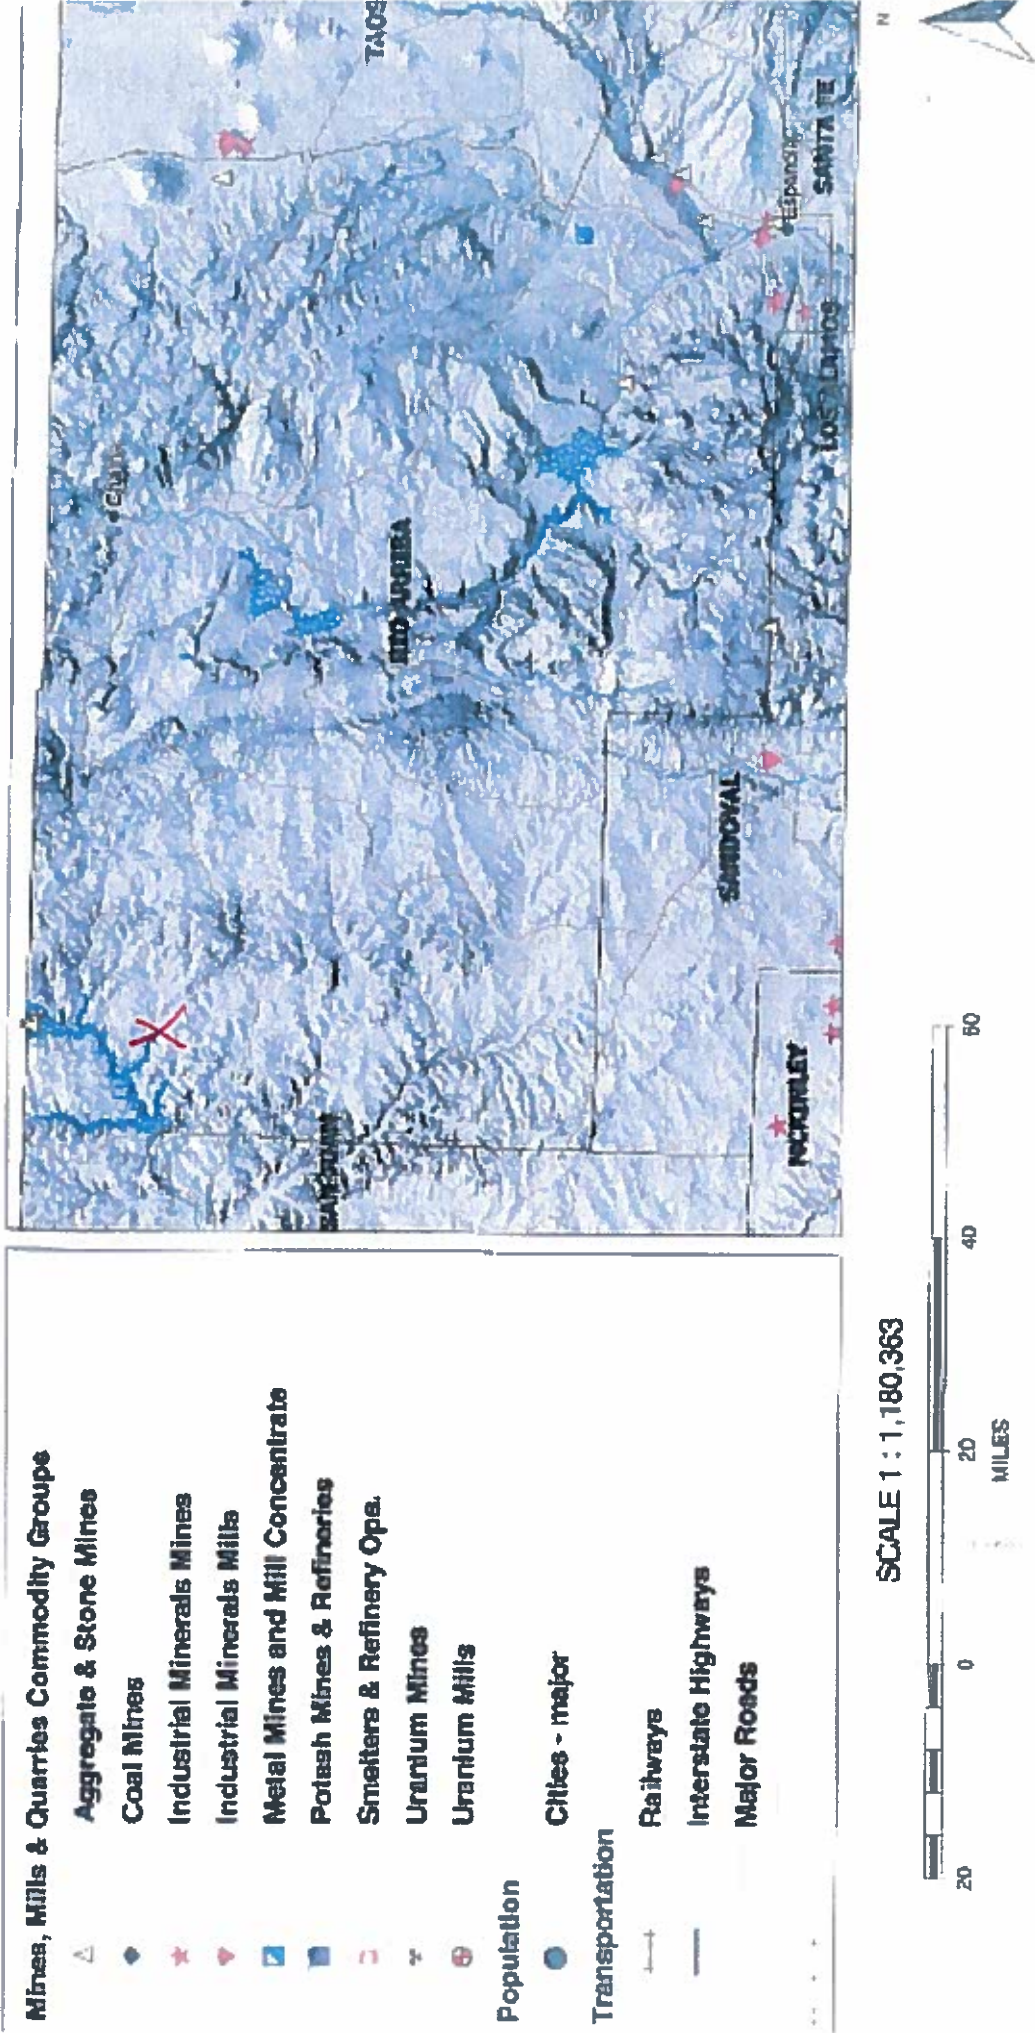 Mines, Mills & Quarries Commodity Groups
Aggregate & Stone Mines
Coal Mines
Industrial Minerals Mines
Industrial Minerals Mills
Metal Mines and Mill Concentrate
Potash Mines & Refineries
Smelters & Refinery Ops.
Uranium Mines
Uranium Mills
Population
Cities - major
Transportation
Railways
Interstate Highways
Major Roads
TAOS
RIO ARRIBA
SAN JUAN
SANDOVAL
MCKINLEY
LOS ALAMOS
Espanola
SANTA FE
SCALE 1 : 1,180,363
20 0 20 40 60
MILES
N